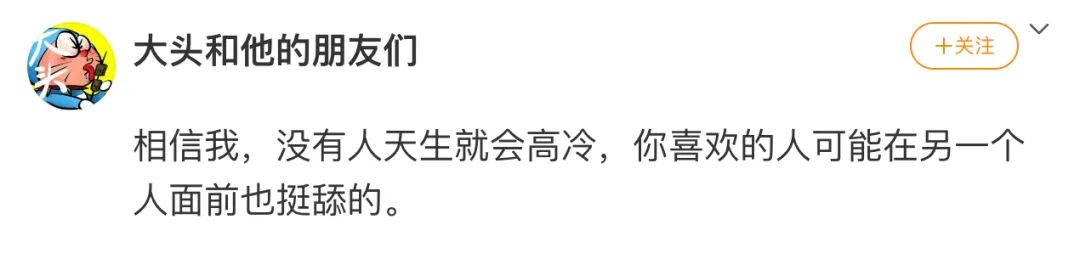 大头
大头和他的朋友们
+关注
相信我，没有人天生就会高冷，你喜欢的人可能在另一个
人面前也挺舔的。